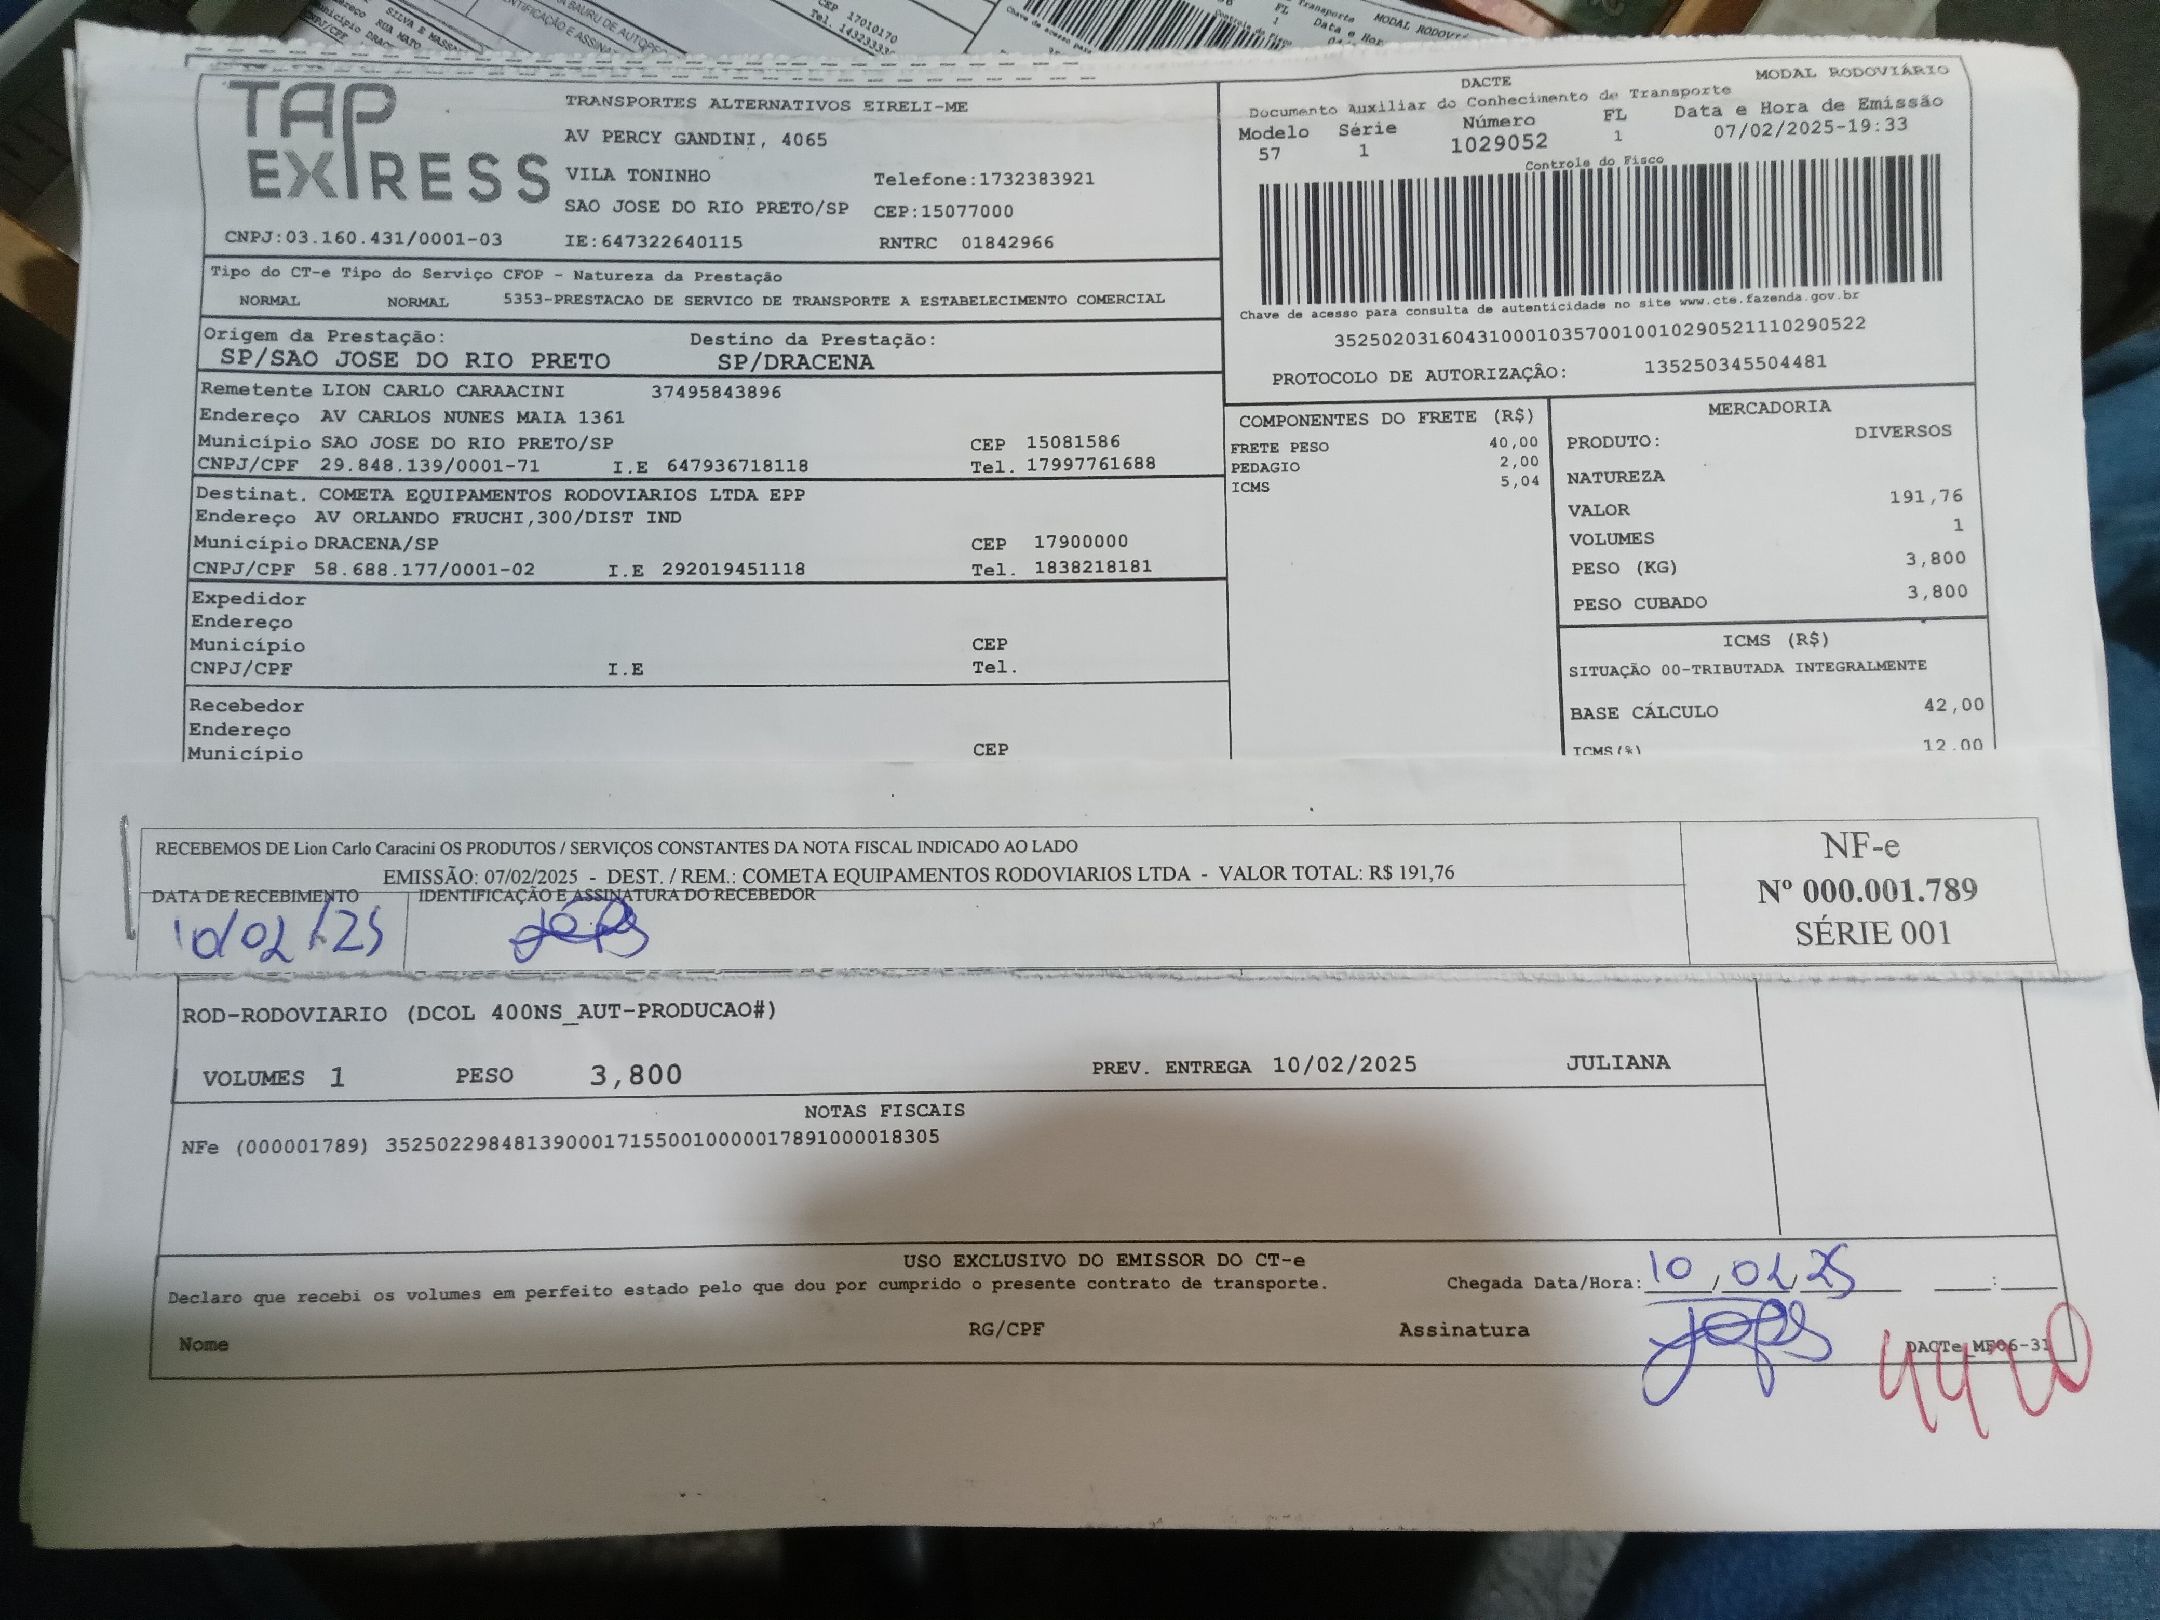 TAP EXPRESS
TRANSPORTES ALTERNATIVOS EIRELI-ME
AV PERCY GANDINI, 4065
VILA TONINHO Telefone:1732383921
SAO JOSE DO RIO PRETO/SP CEP:15077000
CNPJ:03.160.431/0001-03 IE:647322640115 RNTRC 01842966
DACTE MODAL RODOVIÁRIO
Documento Auxiliar do Conhecimento de Transporte
Modelo Série Número FL Data e Hora de Emissão
57 1 1029052 1 07/02/2025-19:33
Controle do Fisco
Chave de acesso para consulta de autenticidade no site www.cte.fazenda.gov.br
35250203160431000103570010010290521110290522
PROTOCOLO DE AUTORIZAÇÃO: 135250345504481
Tipo do CT-e Tipo do Serviço CFOP - Natureza da Prestação
NORMAL NORMAL 5353-PRESTACAO DE SERVICO DE TRANSPORTE A ESTABELECIMENTO COMERCIAL
Origem da Prestação: Destino da Prestação:
SP/SAO JOSE DO RIO PRETO SP/DRACENA
Remetente LION CARLO CARAACINI 37495843896
Endereço AV CARLOS NUNES MAIA 1361
Município SAO JOSE DO RIO PRETO/SP CEP 15081586
CNPJ/CPF 29.848.139/0001-71 I.E 647936718118 Tel. 17997761688
Destinat. COMETA EQUIPAMENTOS RODOVIARIOS LTDA EPP
Endereço AV ORLANDO FRUCHI,300/DIST IND
Município DRACENA/SP CEP 17900000
CNPJ/CPF 58.688.177/0001-02 I.E 292019451118 Tel. 1838218181
Expedidor
Endereço
Município CEP
CNPJ/CPF I.E Tel.
Recebedor
Endereço
Município CEP
COMPONENTES DO FRETE (R$)
FRETE PESO 40,00
PEDAGIO 2,00
ICMS 5,04
MERCADORIA
PRODUTO: DIVERSOS
NATUREZA
VALOR 191,76
VOLUMES 1
PESO (KG) 3,800
PESO CUBADO 3,800
ICMS (R$)
SITUAÇÃO 00-TRIBUTADA INTEGRALMENTE
BASE CÁLCULO 42,00
ICMS(%) 12,00
RECEBEMOS DE Lion Carlo Caracini OS PRODUTOS / SERVIÇOS CONSTANTES DA NOTA FISCAL INDICADO AO LADO
EMISSÃO: 07/02/2025 - DEST. / REM.: COMETA EQUIPAMENTOS RODOVIARIOS LTDA - VALOR TOTAL: R$ 191,76
DATA DE RECEBIMENTO IDENTIFICAÇÃO E ASSINATURA DO RECEBEDOR
10/02/25
NF-e
Nº 000.001.789
SÉRIE 001
ROD-RODOVIARIO (DCOL 400NS_AUT-PRODUCAO#)
VOLUMES 1 PESO 3,800 PREV. ENTREGA 10/02/2025 JULIANA
NOTAS FISCAIS
NFe (000001789) 35250229848139000171550010000017891000018305
USO EXCLUSIVO DO EMISSOR DO CT-e
Declaro que recebi os volumes em perfeito estado pelo que dou por cumprido o presente contrato de transporte. Chegada Data/Hora: 10/02/25 __:__
Nome RG/CPF Assinatura DACTe_MF06-31